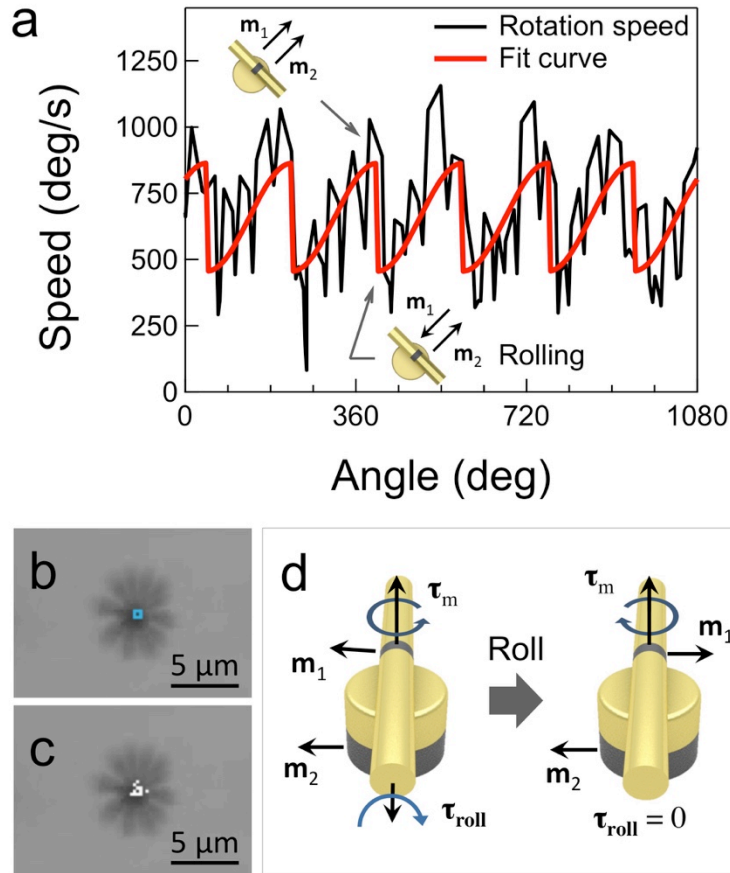 a
Speed (deg/s)
1250
1000
750
500
250
0
m1
m2
Rotation speed
Fit curve
m1
m2
Rolling
0
360
720
1080
Angle (deg)
b
5 μm
c
5 μm
d
τm
m1
m2
τroll
Roll
τm
m1
m2
τroll = 0